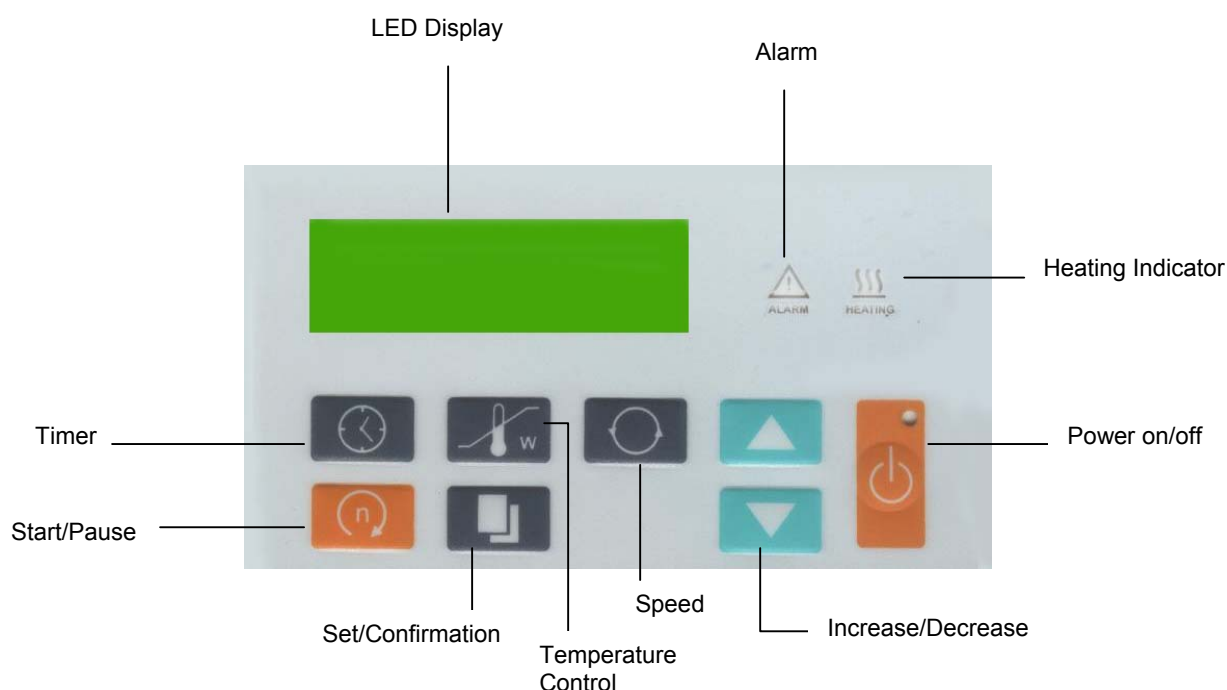 LED Display
Alarm
Heating Indicator
ALARM
HEATING
Timer
W
Power on/off
n
Start/Pause
Speed
Set/Confirmation
Increase/Decrease
Temperature
Control